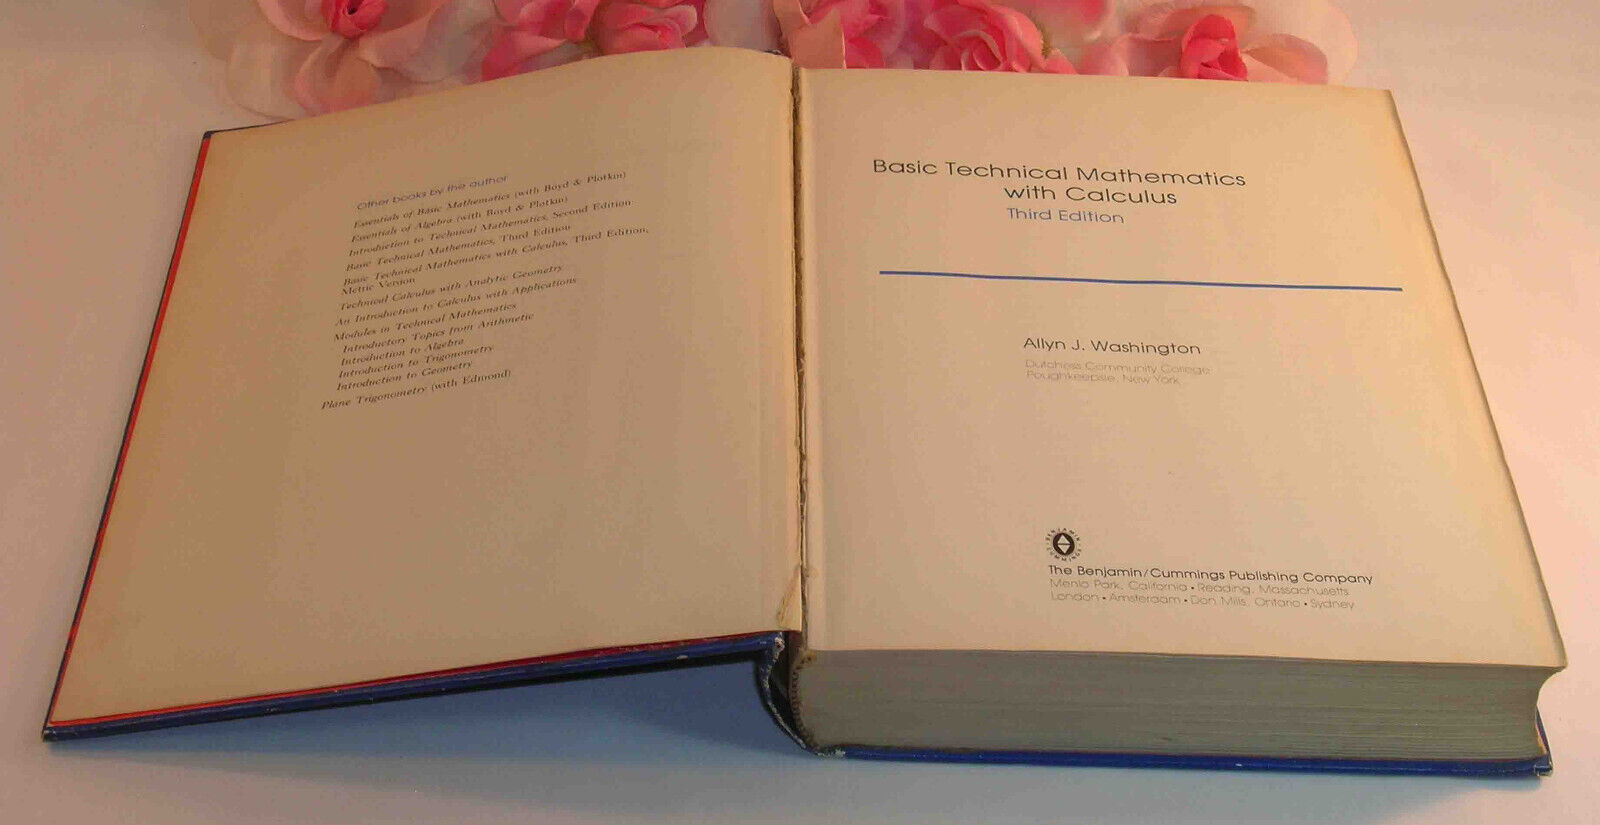 Other books by the author
Essentials of Basic Mathematics (with Boyd & Plotkin)
Essentials of Algebra (with Boyd & Plotkin)
Introduction to Technical Mathematics, Second Edition
Basic Technical Mathematics, Third Edition
Basic Technical Mathematics with Calculus, Third Edition,
Metric Version
Technical Calculus with Analytic Geometry
An Introduction to Calculus with Applications
Modules in Technical Mathematics
Introductory Topics from Arithmetic
Introduction to Algebra
Introduction to Trigonometry
Introduction to Geometry
Plane Trigonometry (with Edmond)
Basic Technical Mathematics
with Calculus
Third Edition
Allyn J. Washington
Dutchess Community College
Poughkeepsie, New York
BENJAMIN CUMMINGS
The Benjamin/Cummings Publishing Company
Menlo Park, California • Reading, Massachusetts
London • Amsterdam • Don Mills, Ontario • Sydney